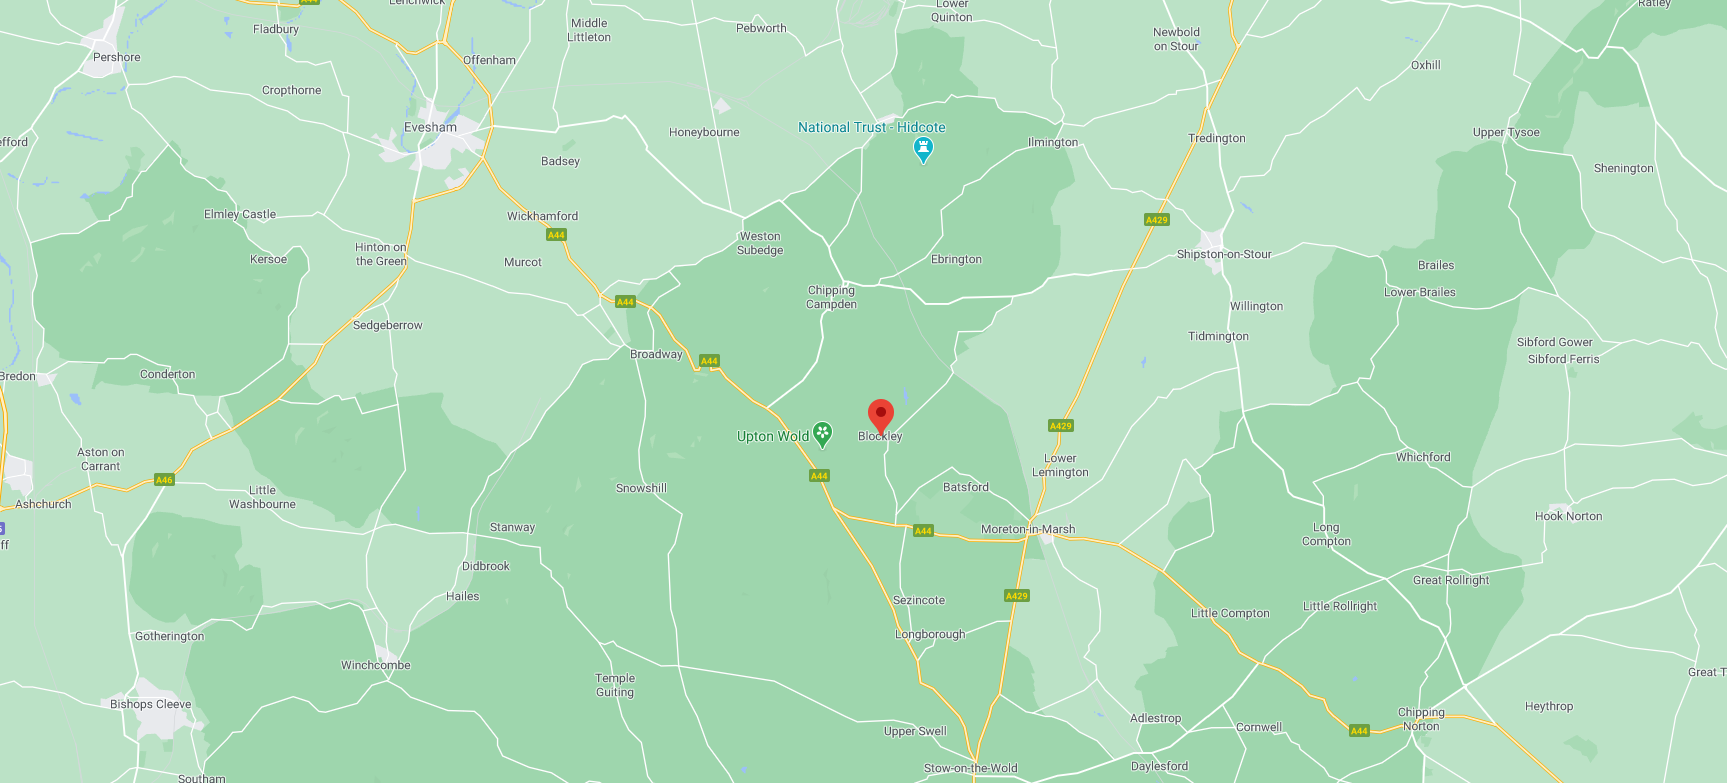 A44
Lenchwick
Lower
Quinton
Ratley
Fladbury
Middle
Littleton
Pebworth
Newbold
on Stour
Pershore
Offenham
Oxhill
Cropthorne
Evesham
National Trust - Hidcote
Honeybourne
Upper Tysoe
efford
Ilmington
Tredington
Badsey
Shenington
Elmley Castle
Wickhamford
A429
A44
Weston
Subedge
Hinton on
the Green
Kersoe
Murcot
Ebrington
Shipston-on-Stour
Brailes
Lower Brailes
Chipping
Campden
A44
Willington
Sedgeberrow
Tidmington
Sibford Gower
Sibford Ferris
Broadway
A44
Bredon
Conderton
A429
Upton Wold
Blockley
Aston on
Carrant
Lower
Lemington
Whichford
A46
A44
Little
Washbourne
Snowshill
Batsford
Ashchurch
Hook Norton
Stanway
A44
Moreton-in-Marsh
Long
Compton
ff
Didbrook
Great Rollright
Hailes
Sezincote
A429
Little Compton
Little Rollright
Gotherington
Longborough
Winchcombe
Great T
Temple
Guiting
Bishops Cleeve
Adlestrop
Cornwell
Chipping
Norton
Heythrop
Upper Swell
A44
Stow-on-the-Wold
Daylesford
Southam